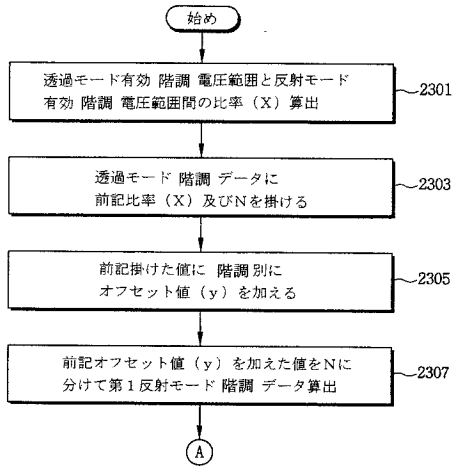 始め
透過モード有効 階調 電圧範囲と反射モード
有効 階調 電圧範囲間の比率(X)算出
2301
透過モード 階調 データに
前記比率(X)及びNを掛ける
2303
前記掛けた値に 階調 別に
オフセット値(y)を加える
2305
前記オフセット値(y)を加えた値をNに
分けて第1反射モード 階調 データ算出
2307
A